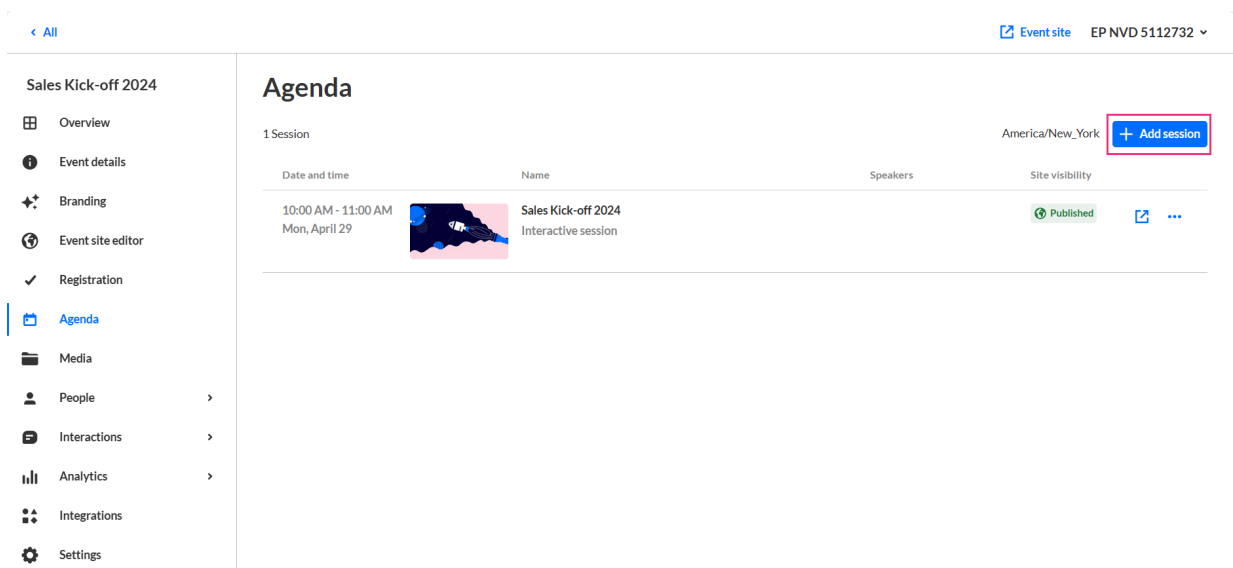 All
Event site EP NVD 5112732
Sales Kick-off 2024
Overview
Event details
Branding
Event site editor
Registration
Agenda
Media
People
Interactions
Analytics
Integrations
Settings
Agenda
1 Session
America/New_York
Add session
Date and time Name Speakers Site visibility
10:00 AM - 11:00 AM
Mon, April 29
Sales Kick-off 2024
Interactive session
Published